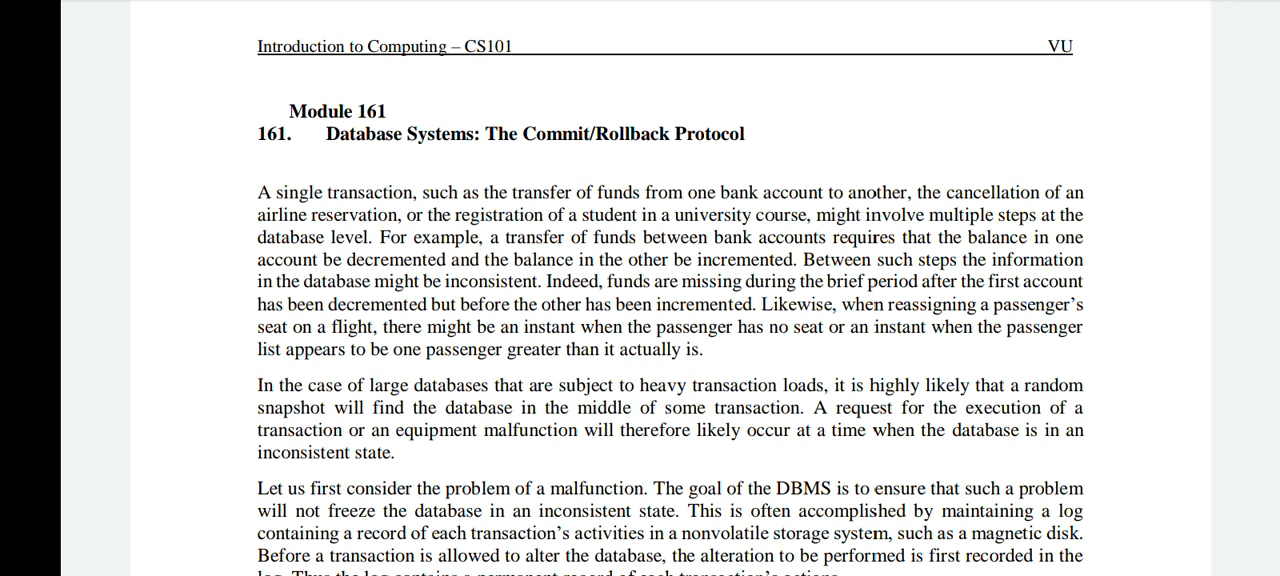 Introduction to Computing – CS101 VU
Module 161
161. Database Systems: The Commit/Rollback Protocol
A single transaction, such as the transfer of funds from one bank account to another, the cancellation of an
airline reservation, or the registration of a student in a university course, might involve multiple steps at the
database level. For example, a transfer of funds between bank accounts requires that the balance in one
account be decremented and the balance in the other be incremented. Between such steps the information
in the database might be inconsistent. Indeed, funds are missing during the brief period after the first account
has been decremented but before the other has been incremented. Likewise, when reassigning a passenger’s
seat on a flight, there might be an instant when the passenger has no seat or an instant when the passenger
list appears to be one passenger greater than it actually is.
In the case of large databases that are subject to heavy transaction loads, it is highly likely that a random
snapshot will find the database in the middle of some transaction. A request for the execution of a
transaction or an equipment malfunction will therefore likely occur at a time when the database is in an
inconsistent state.
Let us first consider the problem of a malfunction. The goal of the DBMS is to ensure that such a problem
will not freeze the database in an inconsistent state. This is often accomplished by maintaining a log
containing a record of each transaction’s activities in a nonvolatile storage system, such as a magnetic disk.
Before a transaction is allowed to alter the database, the alteration to be performed is first recorded in the